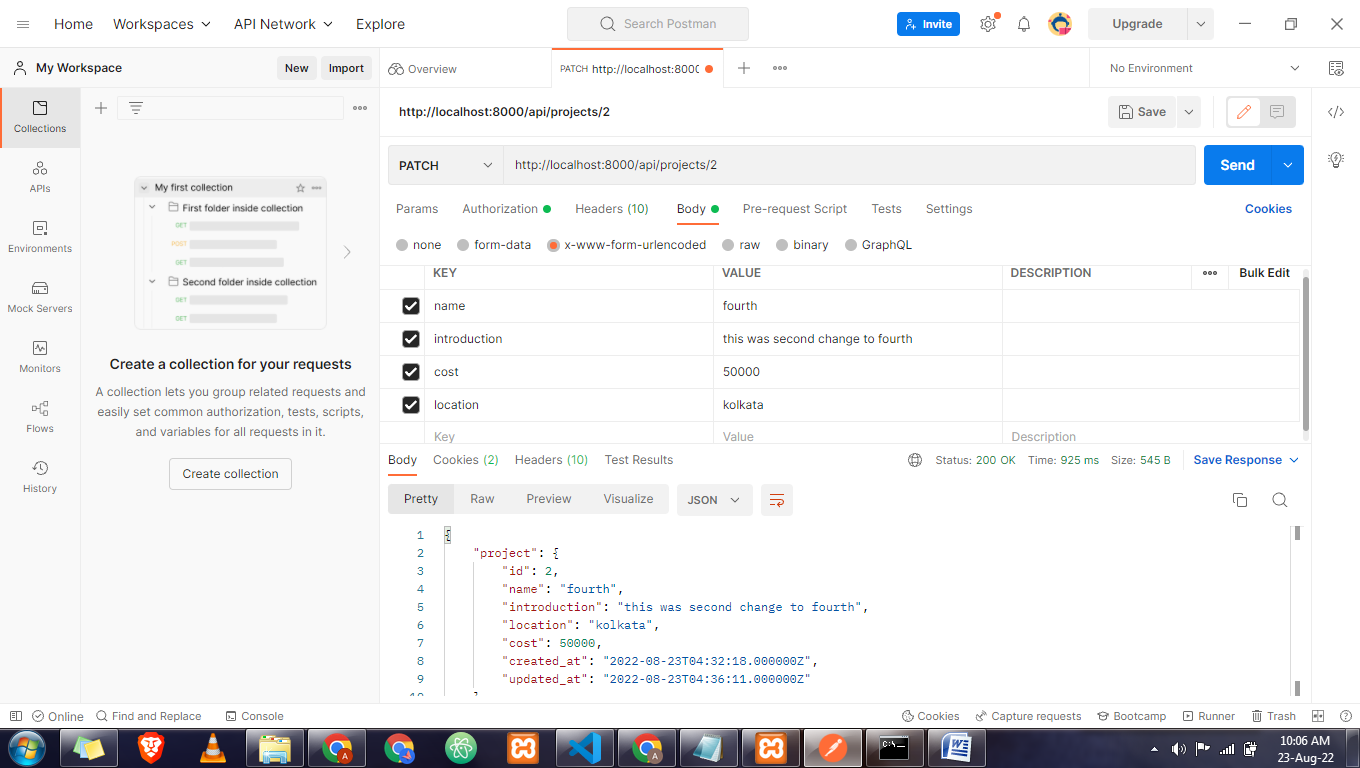 Home Workspaces API Network Explore Search Postman Invite Upgrade
My Workspace New Import Overview PATCH http://localhost:8000 No Environment
Collections
APIs
Environments
Mock Servers
Monitors
Flows
History
My first collection
First folder inside collection
GET
POST
GET
Second folder inside collection
GET
GET
Create a collection for your requests
A collection lets you group related requests and
easily set common authorization, tests, scripts,
and variables for all requests in it.
Create collection
http://localhost:8000/api/projects/2 Save
PATCH http://localhost:8000/api/projects/2 Send
Params Authorization Headers (10) Body Pre-request Script Tests Settings Cookies
none form-data x-www-form-urlencoded raw binary GraphQL
KEY VALUE DESCRIPTION Bulk Edit
name fourth
introduction this was second change to fourth
cost 50000
location kolkata
Key Value Description
Body Cookies (2) Headers (10) Test Results Status: 200 OK Time: 925 ms Size: 545 B Save Response
Pretty Raw Preview Visualize JSON
1 {
2 "project": {
3 "id": 2,
4 "name": "fourth",
5 "introduction": "this was second change to fourth",
6 "location": "kolkata",
7 "cost": 50000,
8 "created_at": "2022-08-23T04:32:18.000000Z",
9 "updated_at": "2022-08-23T04:36:11.000000Z"
Online Find and Replace Console Cookies Capture requests Bootcamp Runner Trash
10:06 AM
23-Aug-22